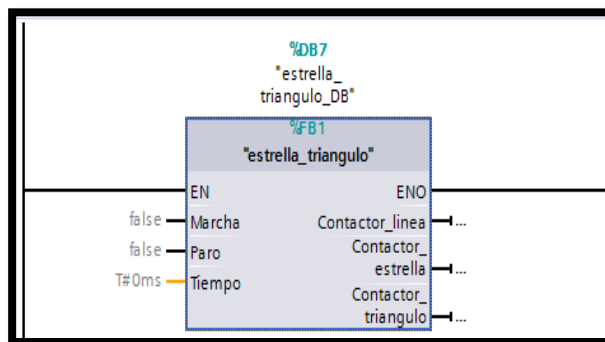 %DB7
"estrella_
triangulo_DB"
%FB1
"estrella_triangulo"
EN ENO
false Marcha Contactor_linea ...
false Paro Contactor_
estrella ...
T#0ms Tiempo Contactor_
triangulo ...